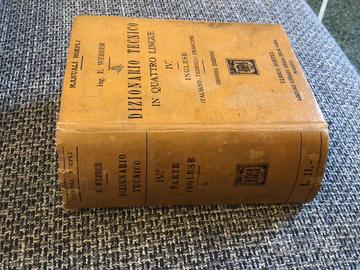 MANUALI HOEPLI
Ing. E. WEBBER
DIZIONARIO TECNICO
IN QUATTRO LINGUE
IV.
INGLESE
ITALIANO-TEDESCO-FRANCESE
SECONDA EDIZIONE
ULRICO HOEPLI
MILANO
E. WEBBER
DIZIONARIO
TECNICO
IV.
PARTE
INGLESE
L. 11.-